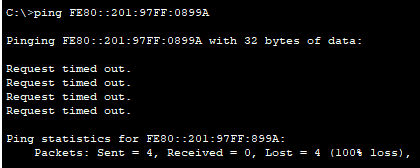 C:\>ping FE80::201:97FF:0899A
Pinging FE80::201:97FF:0899A with 32 bytes of data:
Request timed out.
Request timed out.
Request timed out.
Request timed out.
Ping statistics for FE80::201:97FF:899A:
Packets: Sent = 4, Received = 0, Lost = 4 (100% loss),